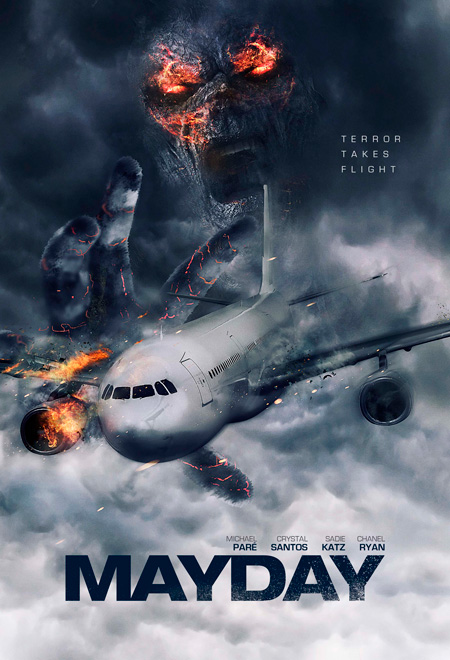 TERROR
TAKES
FLIGHT
MICHAEL CRYSTAL SADIE CHANEL
PARÉ SANTOS KATZ RYAN
MAYDAY